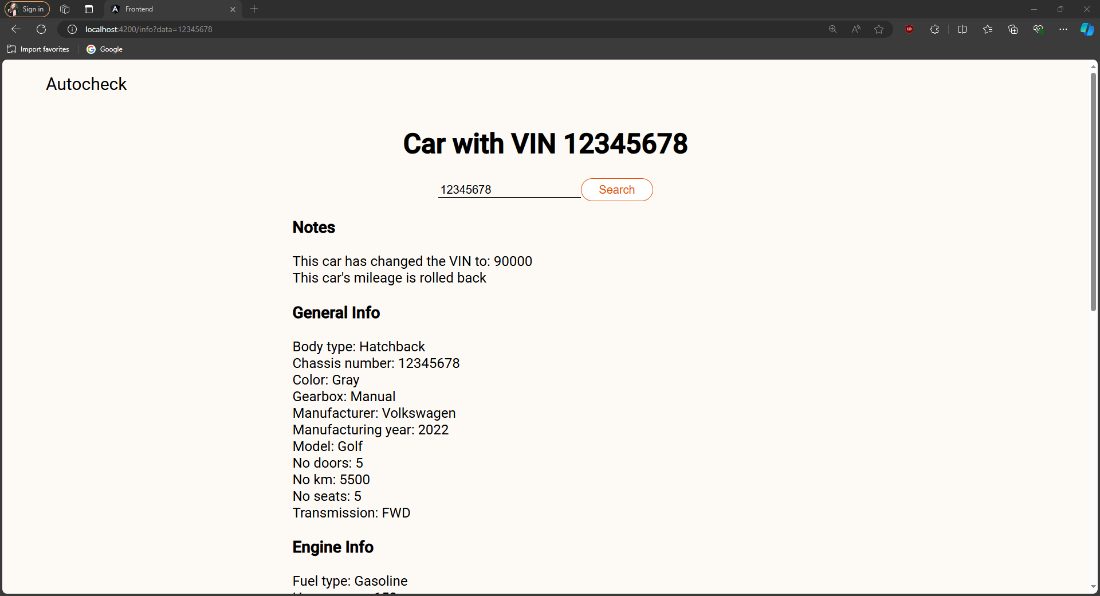 Sign in
Frontend
localhost:4200/info?data=12345678
Import favorites
Google
Autocheck
Car with VIN 12345678
12345678
Search
Notes
This car has changed the VIN to: 90000
This car's mileage is rolled back
General Info
Body type: Hatchback
Chassis number: 12345678
Color: Gray
Gearbox: Manual
Manufacturer: Volkswagen
Manufacturing year: 2022
Model: Golf
No doors: 5
No km: 5500
No seats: 5
Transmission: FWD
Engine Info
Fuel type: Gasoline